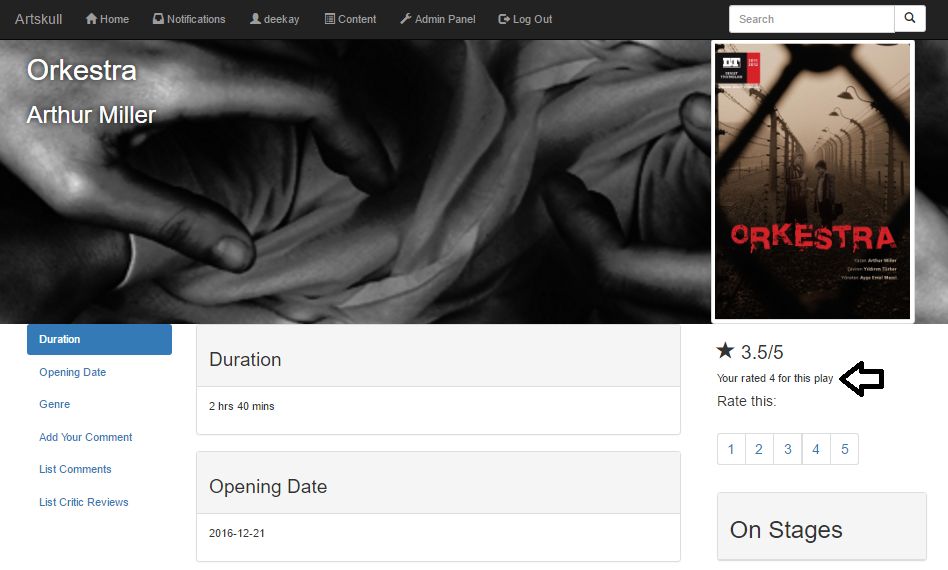 Artskull Home Notifications deekay Content Admin Panel Log Out Search
Orkestra
Arthur Miller
DT
DEVLET
ORKESTRA
Yazan Arthur Miller
Çeviren Yıldırım Türker
Yöneten Ayşe Emel Mesci
Duration
Opening Date
Genre
Add Your Comment
List Comments
List Critic Reviews
Duration
2 hrs 40 mins
Opening Date
2016-12-21
3.5/5
Your rated 4 for this play
Rate this:
1 2 3 4 5
On Stages